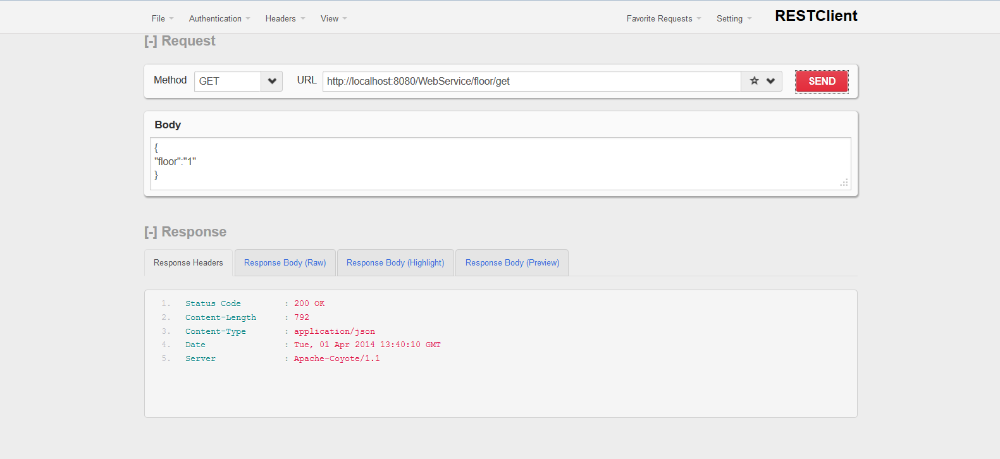 File Authentication Headers View Favorite Requests Setting RESTClient
[-] Request
Method GET URL http://localhost:8080/WebService/floor/get SEND
Body
{
"floor":"1"
}
[-] Response
Response Headers Response Body (Raw) Response Body (Highlight) Response Body (Preview)
1. Status Code : 200 OK
2. Content-Length : 792
3. Content-Type : application/json
4. Date : Tue, 01 Apr 2014 13:40:10 GMT
5. Server : Apache-Coyote/1.1